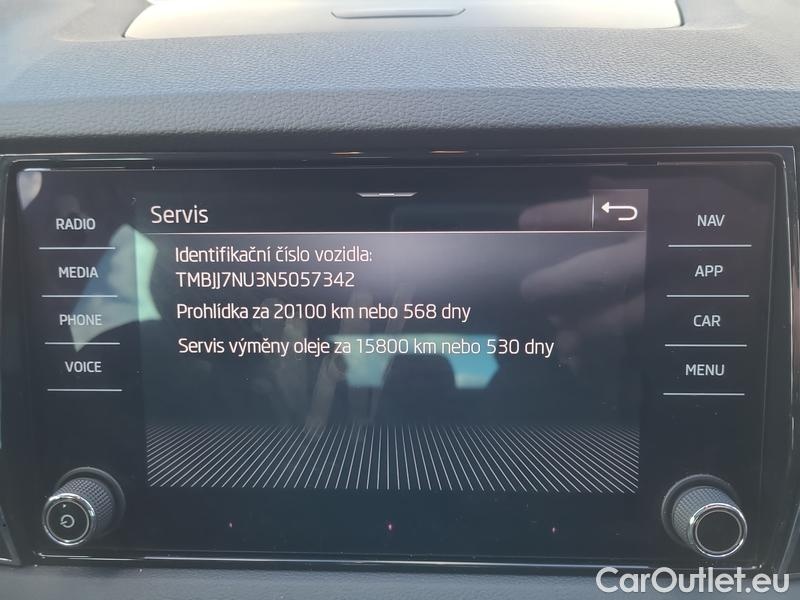 Servis
RADIO
MEDIA
PHONE
VOICE
Identifikační číslo vozidla:
TMBJJ7NU3N5057342
Prohlídka za 20100 km nebo 568 dny
Servis výměny oleje za 15800 km nebo 530 dny
NAV
APP
CAR
MENU
CarOutlet.eu